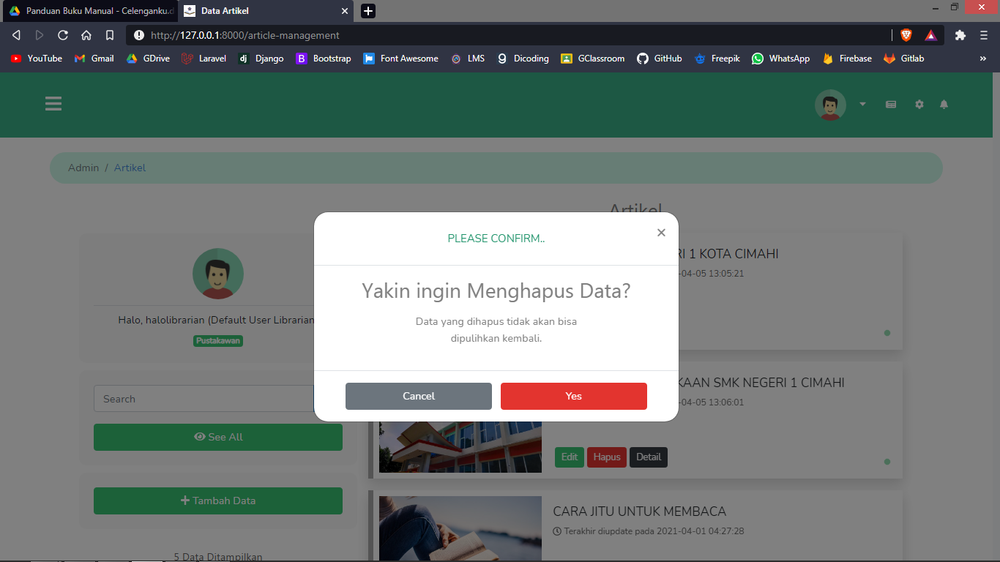 Panduan Buku Manual - Celenganku.d
Data Artikel
http://127.0.0.1:8000/article-management
YouTube
Gmail
GDrive
Laravel
Django
Bootstrap
Font Awesome
LMS
Dicoding
GClassroom
GitHub
Freepik
WhatsApp
Firebase
Gitlab
Admin / Artikel
Artikel
Halo, halolibrarian (Default User Librarian
Pustakawan
Search
See All
Tambah Data
5 Data Ditampilkan
PLEASE CONFIRM..
Yakin ingin Menghapus Data?
Data yang dihapus tidak akan bisa
dipulihkan kembali.
Cancel
Yes
RI 1 KOTA CIMAHI
-04-05 13:05:21
KAAN SMK NEGERI 1 CIMAHI
-04-05 13:06:01
Edit
Hapus
Detail
CARA JITU UNTUK MEMBACA
Terakhir diupdate pada 2021-04-01 04:27:28